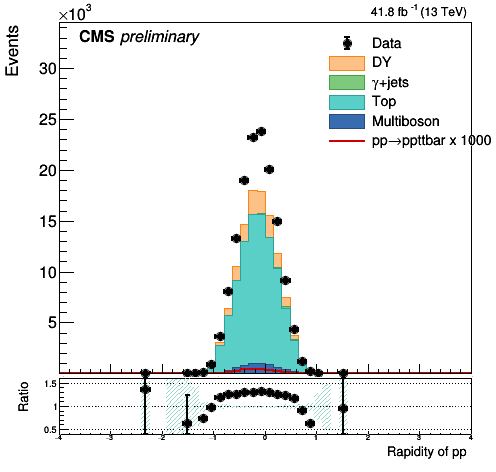 ×10³
41.8 fb⁻¹ (13 TeV)
CMS preliminary
Events
Data
DY
γ+jets
Top
Multiboson
pp→ppttbar x 1000
30
25
20
15
10
5
Ratio
1.5
1
0.5
-4 -3 -2 -1 0 1 2 3 4
Rapidity of pp